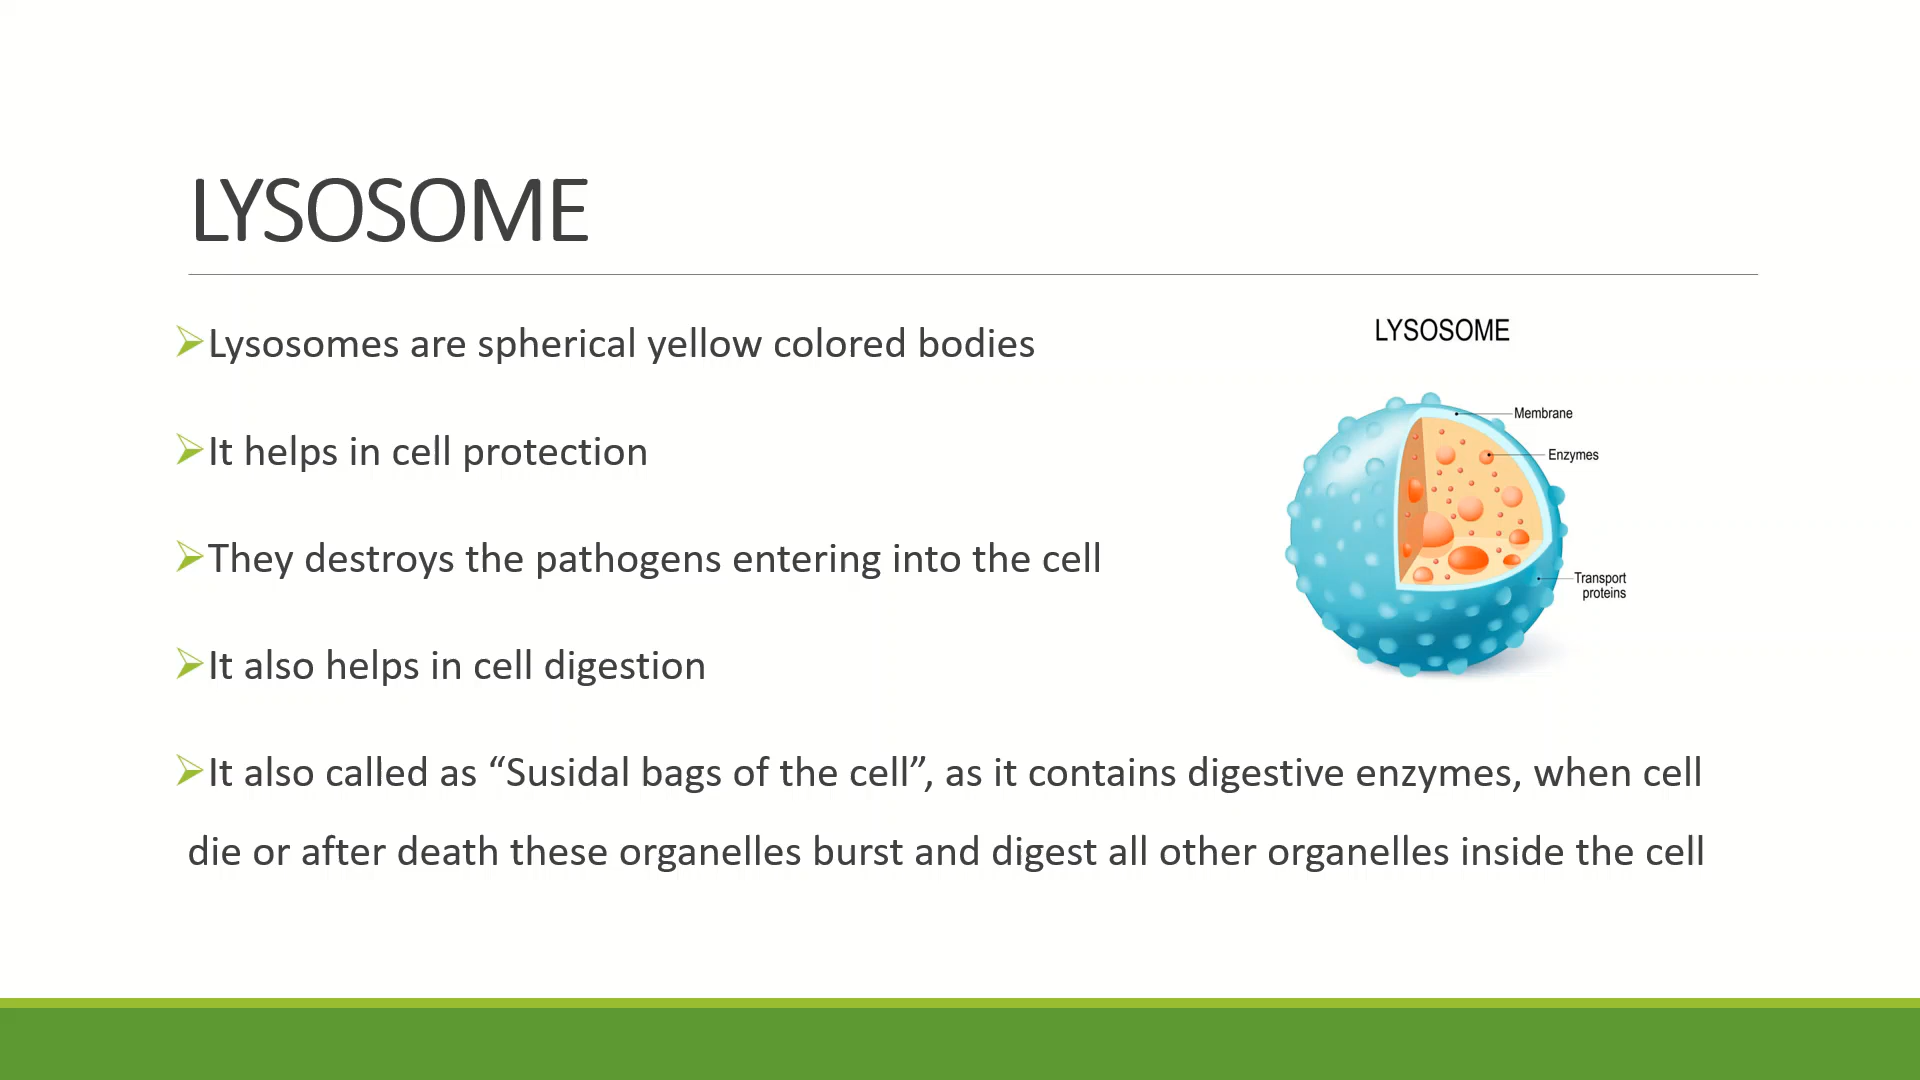 LYSOSOME
Lysosomes are spherical yellow colored bodies
It helps in cell protection
They destroys the pathogens entering into the cell
It also helps in cell digestion
It also called as “Susidal bags of the cell”, as it contains digestive enzymes, when cell
die or after death these organelles burst and digest all other organelles inside the cell
LYSOSOME
Membrane
Enzymes
Transport
proteins